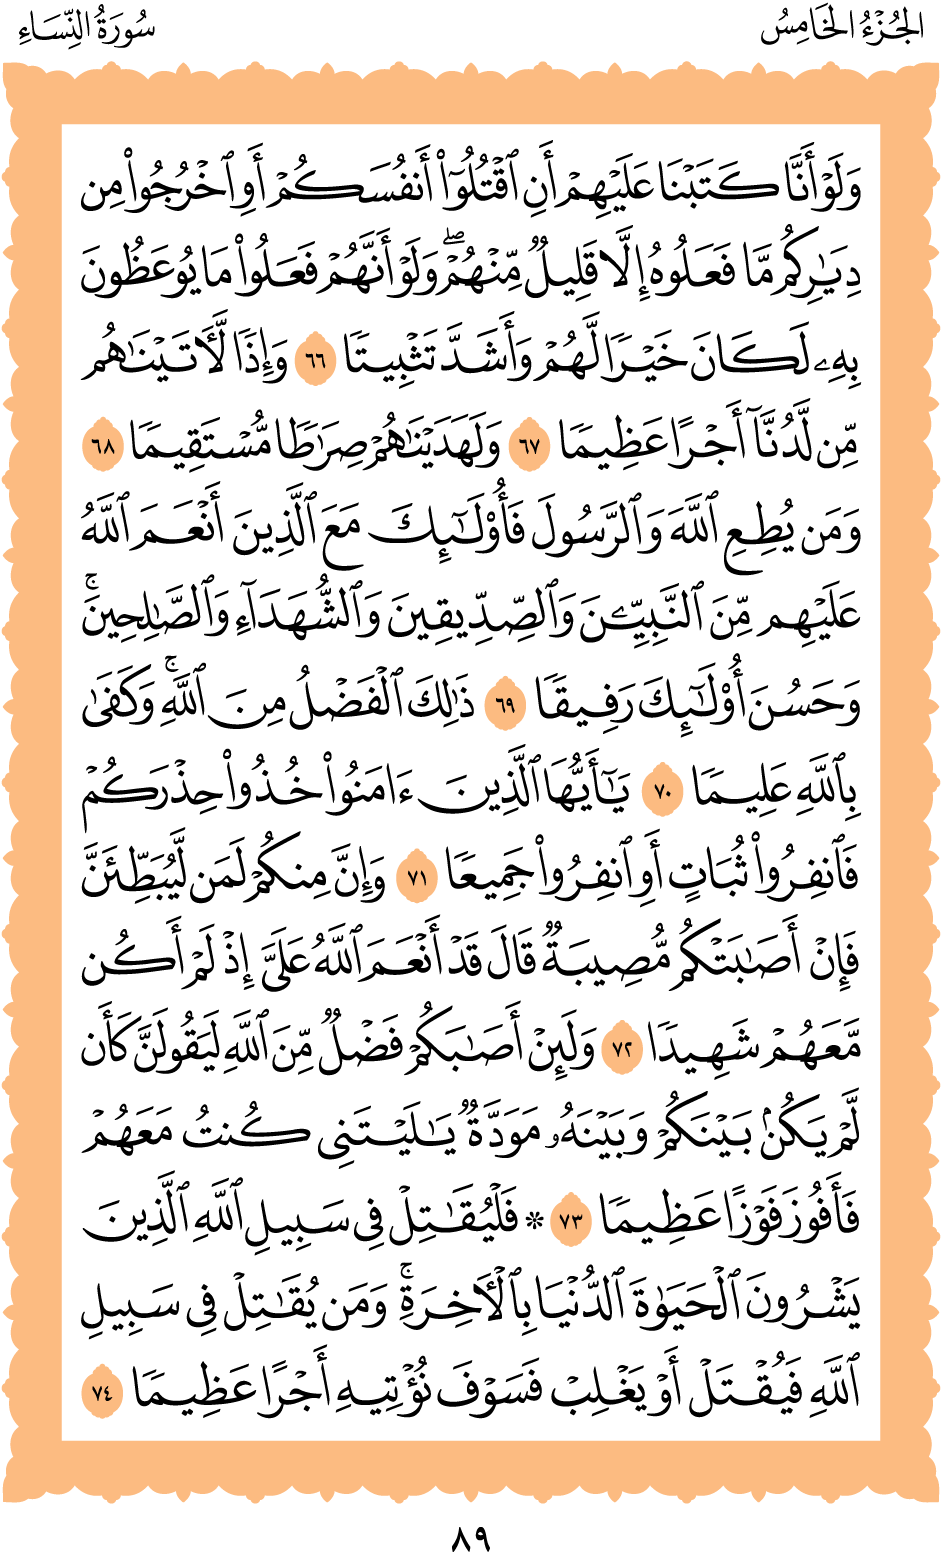 الجُزْءُ الخَامِسُ
سُورَةُ النِّسَاءِ
وَلَوْ أَنَّا كَتَبْنَا عَلَيْهِمْ أَنِ ٱقْتُلُوٓا۟ أَنفُسَكُمْ أَوِ ٱخْرُجُوا۟ مِن
دِيَـٰرِكُم مَّا فَعَلُوهُ إِلَّا قَلِيلٌ مِّنْهُمْ ۖ وَلَوْ أَنَّهُمْ فَعَلُوا۟ مَا يُوعَظُونَ
بِهِۦ لَكَانَ خَيْرًا لَّهُمْ وَأَشَدَّ تَثْبِيتًا ٦٦ وَإِذًا لَّـَٔاتَيْنَـٰهُم
مِّن لَّدُنَّآ أَجْرًا عَظِيمًا ٦٧ وَلَهَدَيْنَـٰهُمْ صِرَٰطًا مُّسْتَقِيمًا ٦٨
وَمَن يُطِعِ ٱللَّهَ وَٱلرَّسُولَ فَأُو۟لَـٰٓئِكَ مَعَ ٱلَّذِينَ أَنْعَمَ ٱللَّهُ
عَلَيْهِم مِّنَ ٱلنَّبِيِّـۧنَ وَٱلصِّدِّيقِينَ وَٱلشُّهَدَآءِ وَٱلصَّـٰلِحِينَ ۚ
وَحَسُنَ أُو۟لَـٰٓئِكَ رَفِيقًا ٦٩ ذَٰلِكَ ٱلْفَضْلُ مِنَ ٱللَّهِ ۚ وَكَفَىٰ
بِٱللَّهِ عَلِيمًا ٧٠ يَـٰٓأَيُّهَا ٱلَّذِينَ ءَامَنُوا۟ خُذُوا۟ حِذْرَكُمْ
فَٱنفِرُوا۟ ثُبَاتٍ أَوِ ٱنفِرُوا۟ جَمِيعًا ٧١ وَإِنَّ مِنكُمْ لَمَن لَّيُبَطِّئَنَّ
فَإِنْ أَصَـٰبَتْكُم مُّصِيبَةٌ قَالَ قَدْ أَنْعَمَ ٱللَّهُ عَلَىَّ إِذْ لَمْ أَكُن
مَّعَهُمْ شَهِيدًا ٧٢ وَلَئِنْ أَصَـٰبَكُمْ فَضْلٌ مِّنَ ٱللَّهِ لَيَقُولَنَّ كَأَن
لَّمْ يَكُنۢ بَيْنَكُمْ وَبَيْنَهُۥ مَوَدَّةٌ يَـٰلَيْتَنِى كُنتُ مَعَهُمْ
فَأَفُوزَ فَوْزًا عَظِيمًا ٧٣ * فَلْيُقَـٰتِلْ فِى سَبِيلِ ٱللَّهِ ٱلَّذِينَ
يَشْرُونَ ٱلْحَيَوٰةَ ٱلدُّنْيَا بِٱلْـَٔاخِرَةِ ۚ وَمَن يُقَـٰتِلْ فِى سَبِيلِ
ٱللَّهِ فَيُقْتَلْ أَوْ يَغْلِبْ فَسَوْفَ نُؤْتِيهِ أَجْرًا عَظِيمًا ٧٤
٨٩